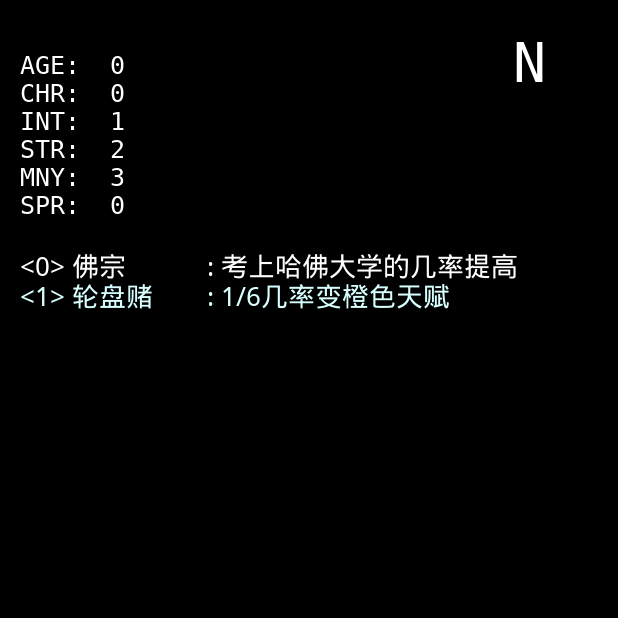 N
AGE: 0
CHR: 0
INT: 1
STR: 2
MNY: 3
SPR: 0
<0> 佛宗 : 考上哈佛大学的几率提高
<1> 轮盘赌 : 1/6几率变橙色天赋